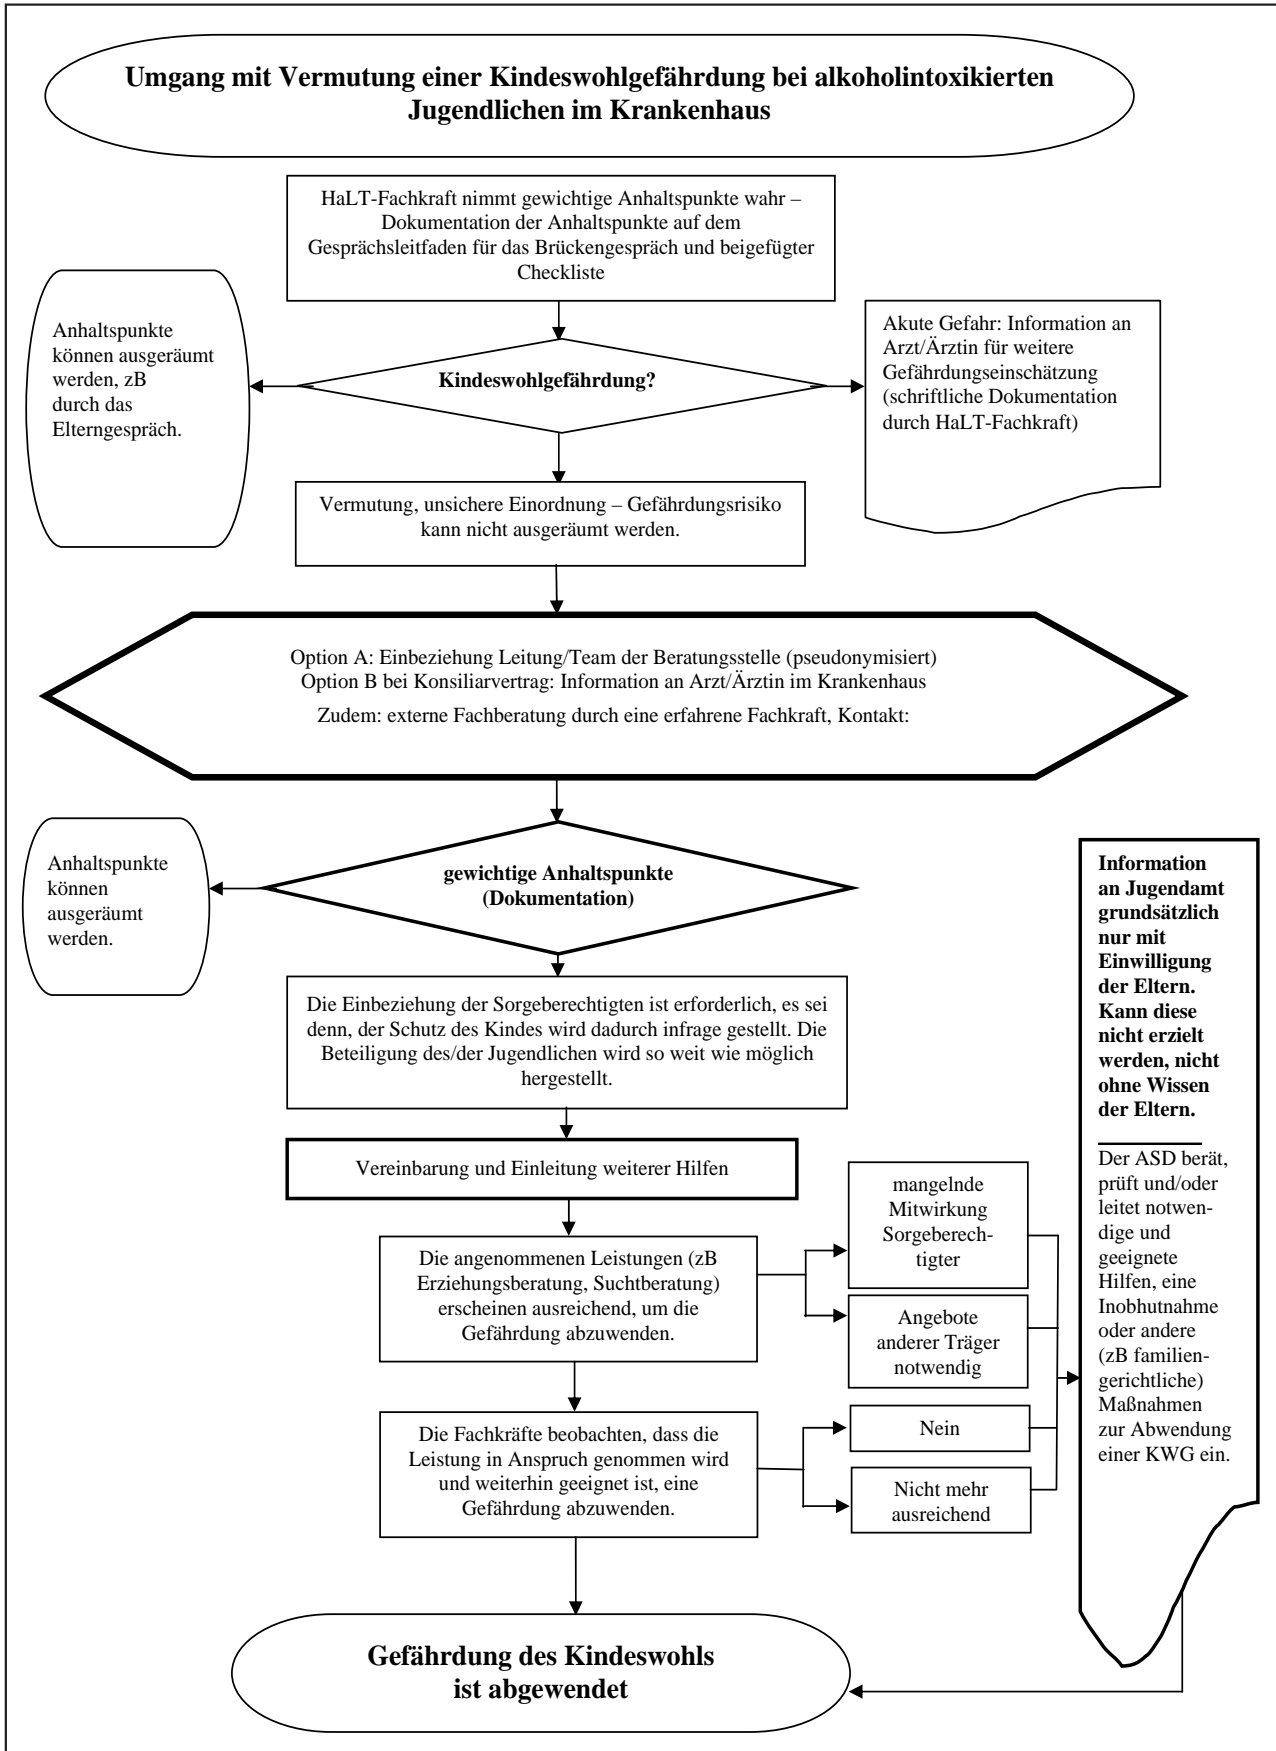 Umgang mit Vermutung einer Kindeswohlgefährdung bei alkoholintoxikierten
Jugendlichen im Krankenhaus
HaLT-Fachkraft nimmt gewichtige Anhaltspunkte wahr –
Dokumentation der Anhaltspunkte auf dem
Gesprächsleitfaden für das Brückengespräch und beigefügter
Checkliste
Anhaltspunkte
können ausgeräumt
werden, zB
durch das
Elterngespräch.
Kindeswohlgefährdung?
Akute Gefahr: Information an
Arzt/Ärztin für weitere
Gefährdungseinschätzung
(schriftliche Dokumentation
durch HaLT-Fachkraft)
Vermutung, unsichere Einordnung – Gefährdungsrisiko
kann nicht ausgeräumt werden.
Option A: Einbeziehung Leitung/Team der Beratungsstelle (pseudonymisiert)
Option B bei Konsiliarvertrag: Information an Arzt/Ärztin im Krankenhaus
Zudem: externe Fachberatung durch eine erfahrene Fachkraft, Kontakt:
Anhaltspunkte
können
ausgeräumt
werden.
gewichtige Anhaltspunkte
(Dokumentation)
Die Einbeziehung der Sorgeberechtigten ist erforderlich, es sei
denn, der Schutz des Kindes wird dadurch infrage gestellt. Die
Beteiligung des/der Jugendlichen wird so weit wie möglich
hergestellt.
Vereinbarung und Einleitung weiterer Hilfen
Die angenommenen Leistungen (zB
Erziehungsberatung, Suchtberatung)
erscheinen ausreichend, um die
Gefährdung abzuwenden.
mangelnde
Mitwirkung
Sorgeberech-
tigter
Angebote
anderer Träger
notwendig
Die Fachkräfte beobachten, dass die
Leistung in Anspruch genommen wird
und weiterhin geeignet ist, eine
Gefährdung abzuwenden.
Nein
Nicht mehr
ausreichend
Information
an Jugendamt
grundsätzlich
nur mit
Einwilligung
der Eltern.
Kann diese
nicht erzielt
werden, nicht
ohne Wissen
der Eltern.
Der ASD berät,
prüft und/oder
leitet notwen-
dige und
geeignete
Hilfen, eine
Inobhutnahme
oder andere
(zB familien-
gerichtliche)
Maßnahmen
zur Abwendung
einer KWG ein.
Gefährdung des Kindeswohls
ist abgewendet